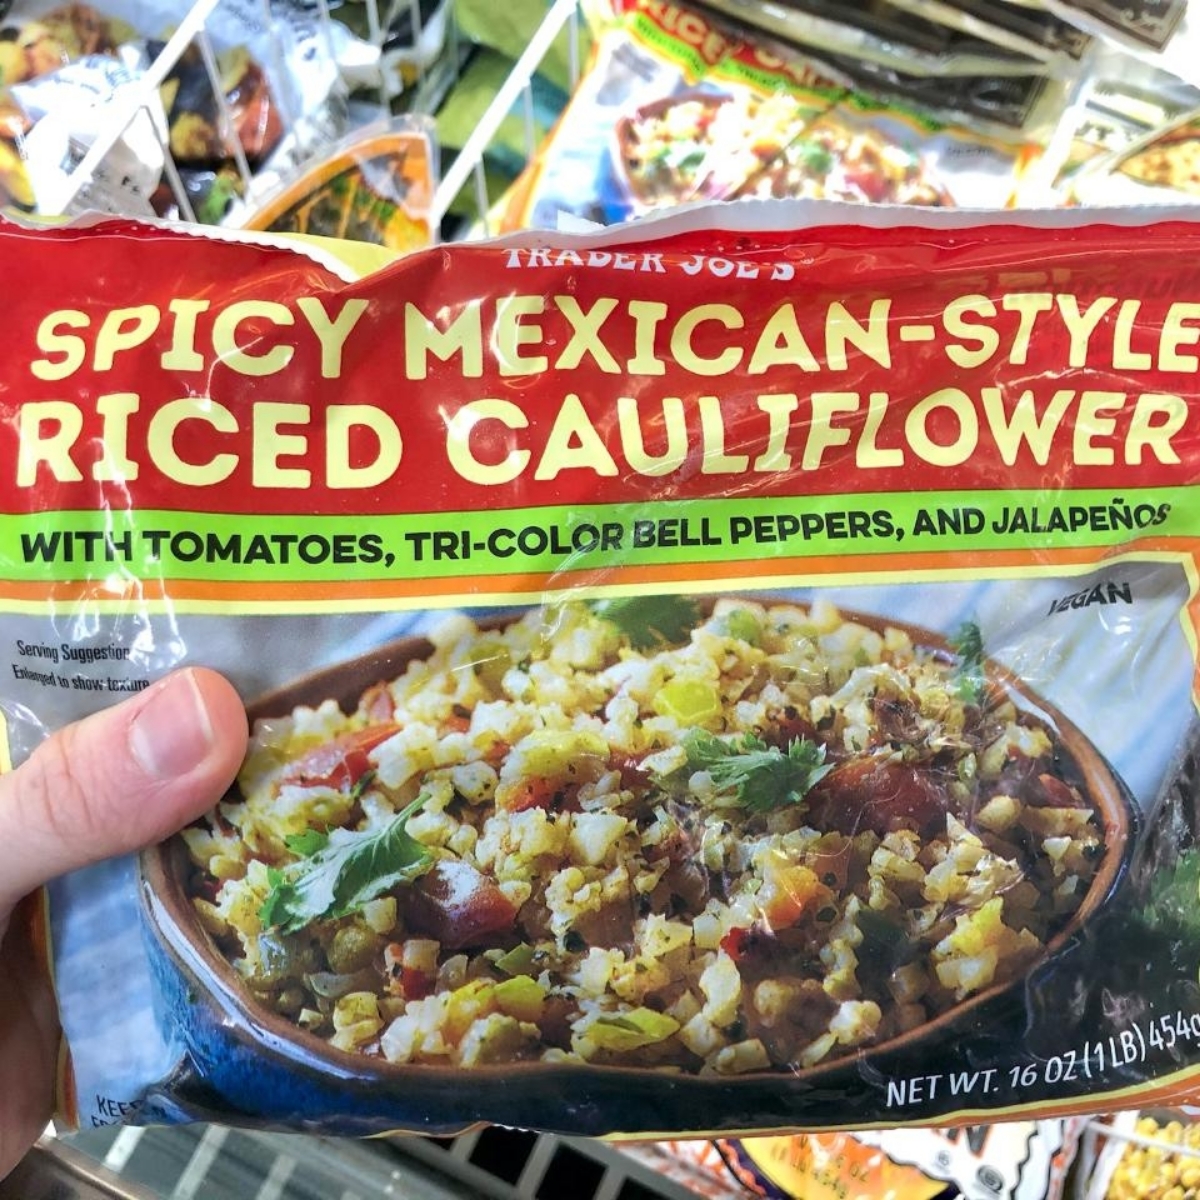 TRADER JOE'S
SPICY MEXICAN-STYLE
RICED CAULIFLOWER
WITH TOMATOES, TRI-COLOR BELL PEPPERS, AND JALAPEÑOS
VEGAN
Serving Suggestion
Enlarged to show texture
NET WT. 16 OZ (1 LB) 454g